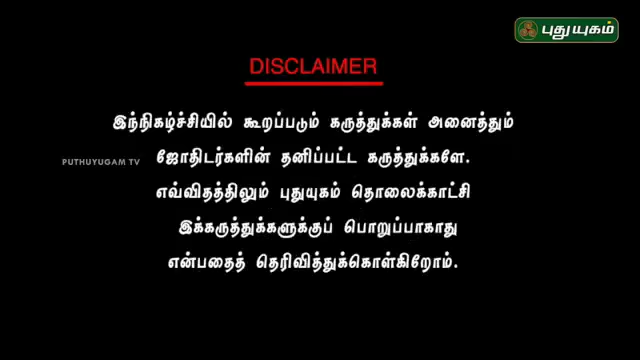 புதுயுகம்
DISCLAIMER
இந்நிகழ்ச்சியில் கூறப்படும் கருத்துக்கள் அனைத்தும்
PUTHUYUGAM TV
ஜோதிடர்களின் தனிப்பட்ட கருத்துக்களே.
எவ்விதத்திலும் புதுயுகம் தொலைக்காட்சி
இக்கருத்துக்களுக்குப் பொறுப்பாகாது
என்பதைத் தெரிவித்துக்கொள்கிறோம்.